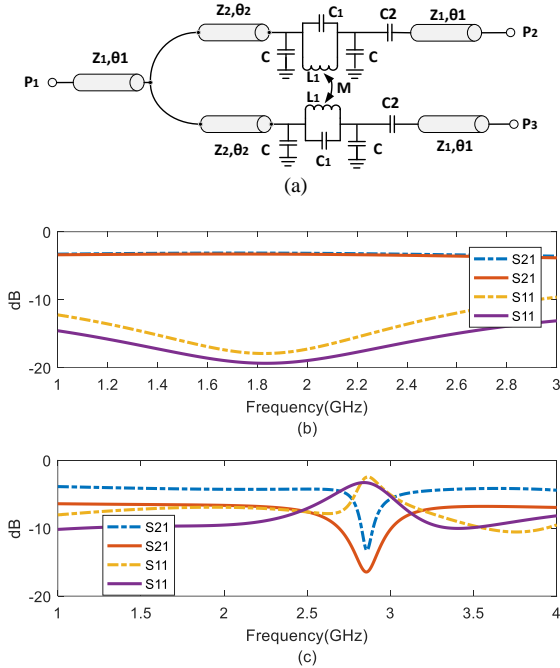 Z2,θ2 C1 C2 Z1,θ1
Z1,θ1 C C P2
P1 L1
L1 M
C2 P3
Z2,θ2 C C1 C Z1,θ1
(a)
0
-10
-20
dB
S21
S21
S11
S11
1 1.2 1.4 1.6 1.8 2 2.2 2.4 2.6 2.8 3
Frequency(GHz)
(b)
0
-10
-20
dB
S21
S21
S11
S11
1 1.5 2 2.5 3 3.5 4
Frequency(GHz)
(c)